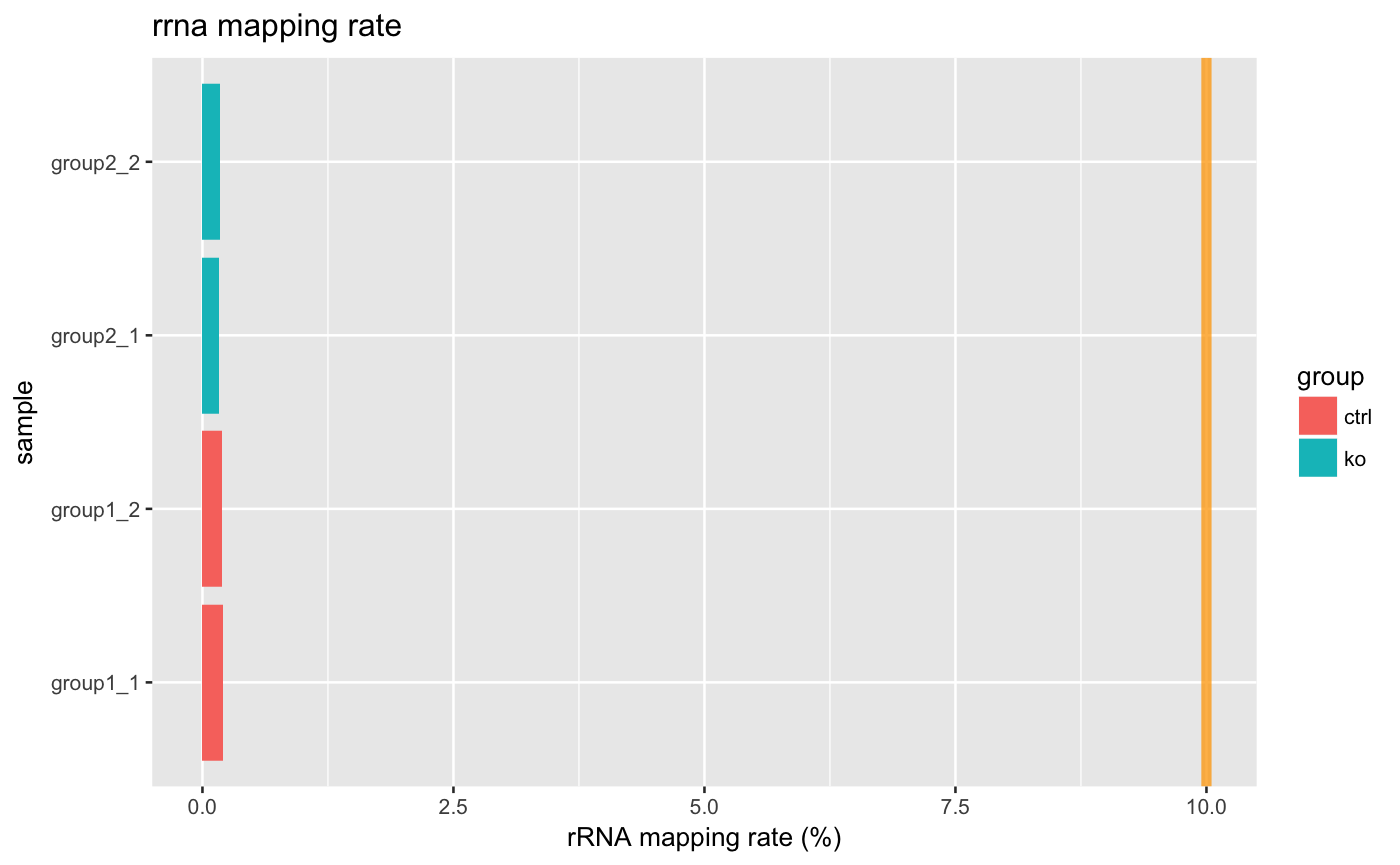 rrna mapping rate
group2_2
group2_1
group1_2
group1_1
sample
0.0 2.5 5.0 7.5 10.0
rRNA mapping rate (%)
group
ctrl
ko